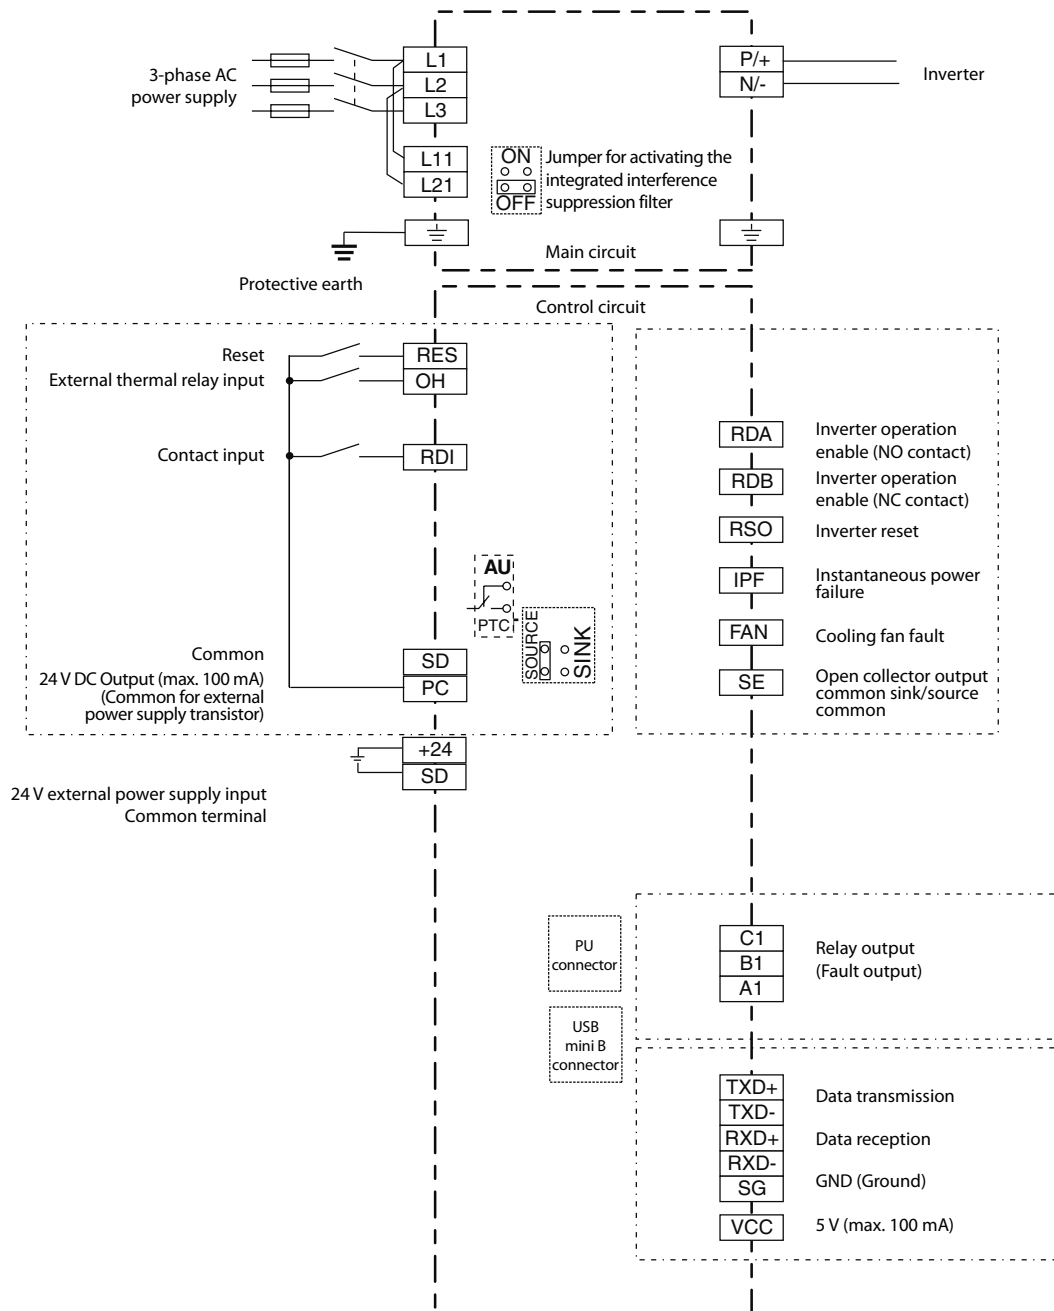 3-phase AC
power supply
L1
L2
L3
L11
L21
ON
OFF
Jumper for activating the
integrated interference
suppression filter
P/+
N/-
Inverter
Main circuit
Protective earth
Control circuit
Reset
RES
External thermal relay input
OH
Contact input
RDI
AU
PTC
SOURCE
SINK
Common
SD
24 V DC Output (max. 100 mA)
(Common for external
power supply transistor)
PC
+24
SD
24 V external power supply input
Common terminal
RDA
Inverter operation
enable (NO contact)
RDB
Inverter operation
enable (NC contact)
RSO
Inverter reset
IPF
Instantaneous power
failure
FAN
Cooling fan fault
SE
Open collector output
common sink/source
common
PU
connector
USB
mini B
connector
C1
B1
A1
Relay output
(Fault output)
TXD+
TXD-
Data transmission
RXD+
RXD-
Data reception
SG
GND (Ground)
VCC
5 V (max. 100 mA)